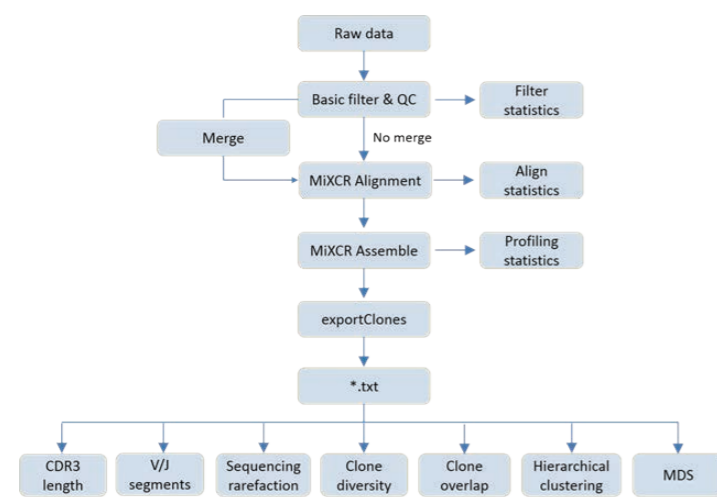 Raw data
Basic filter & QC
Filter
statistics
Merge
No merge
MiXCR Alignment
Align
statistics
MiXCR Assemble
Profiling
statistics
exportClones
*.txt
CDR3
length
V/J
segments
Sequencing
rarefaction
Clone
diversity
Clone
overlap
Hierarchical
clustering
MDS